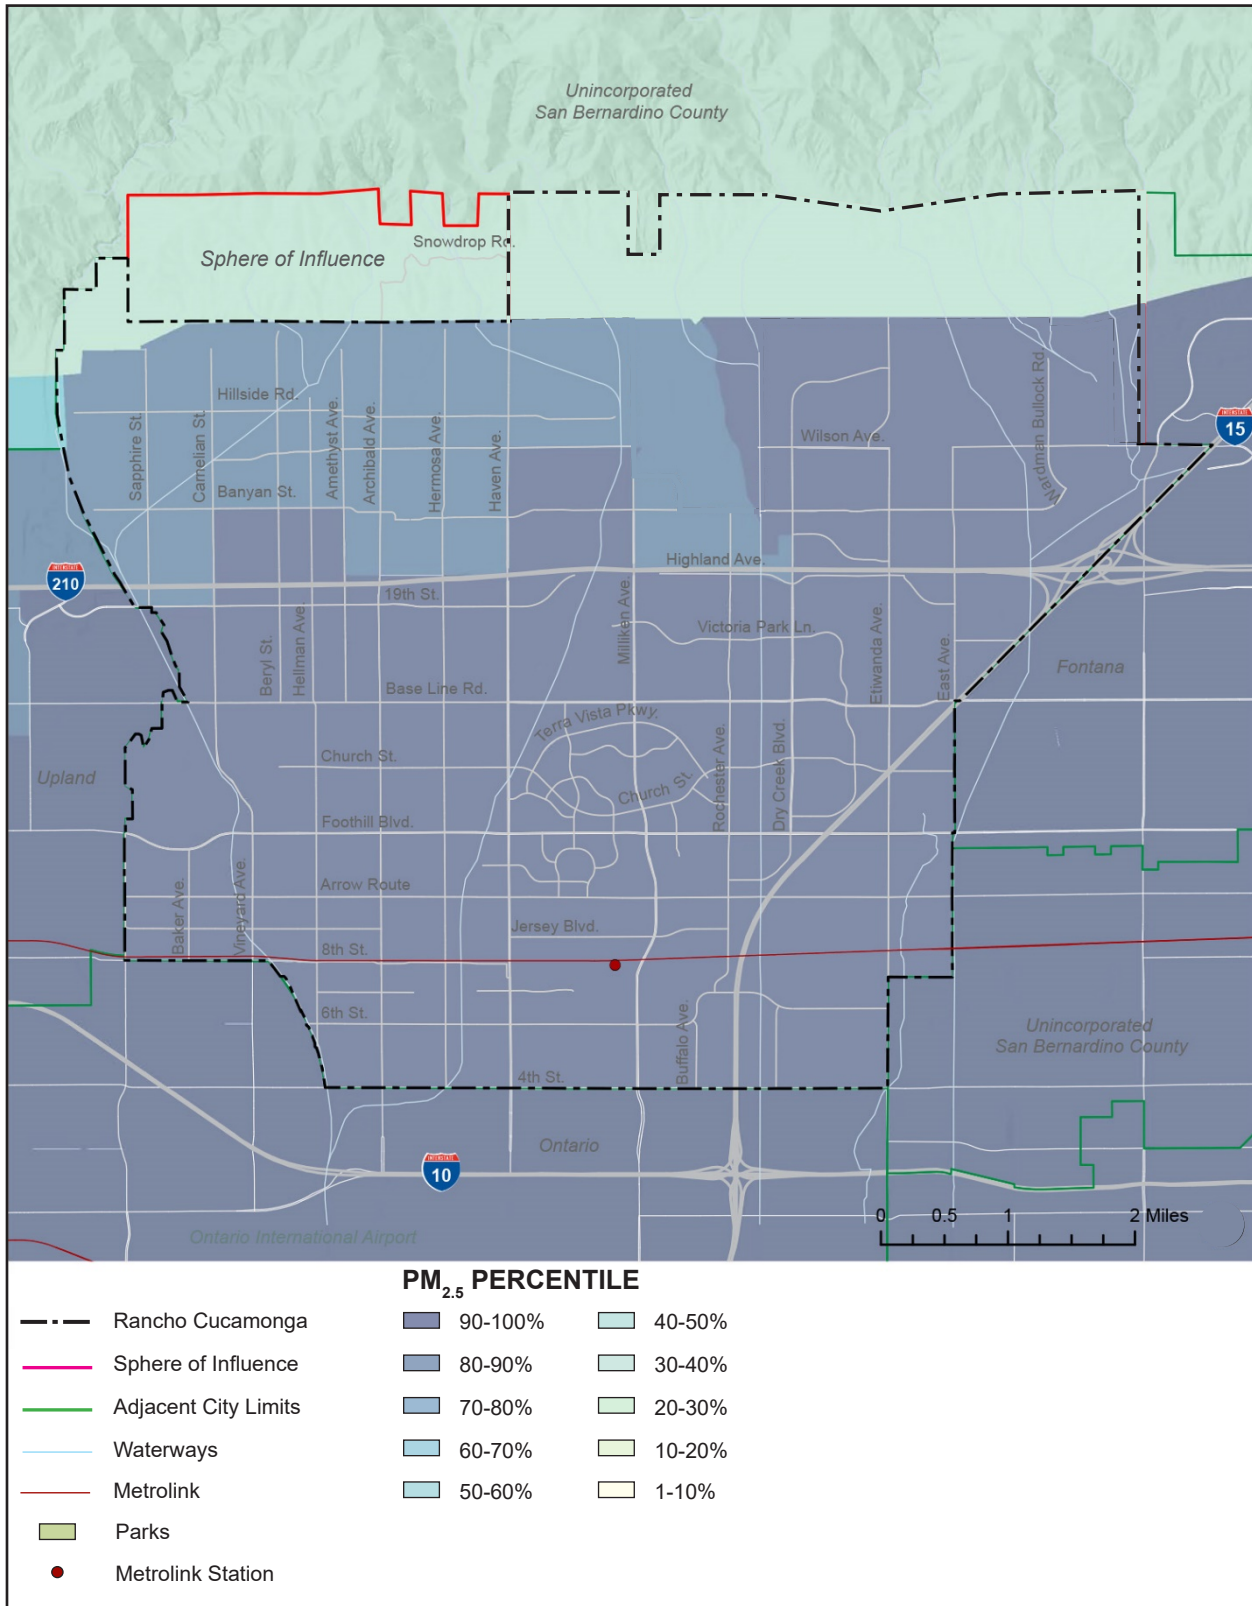 Unincorporated
San Bernardino County
Snowdrop Rd.
Sphere of Influence
Hillside Rd.
Sapphire St.
Carnelian St.
Amethyst Ave.
Archibald Ave.
Hermosa Ave.
Haven Ave.
Wardman Bullock Rd.
INTERSTATE
15
Wilson Ave.
Banyan St.
Highland Ave.
INTERSTATE
210
19th St.
Beryl St.
Hellman Ave.
Milliken Ave.
Victoria Park Ln.
Etiwanda Ave.
East Ave.
Fontana
Base Line Rd.
Terra Vista Pkwy.
Church St.
Church St.
Rochester Ave.
Dry Creek Blvd.
Upland
Foothill Blvd.
Arrow Route
Baker Ave.
Vineyard Ave.
Jersey Blvd.
8th St.
6th St.
Buffalo Ave.
Unincorporated
San Bernardino County
4th St.
Ontario
INTERSTATE
10
Ontario International Airport
0 0.5 1 2 Miles
PM2.5 PERCENTILE
Rancho Cucamonga
Sphere of Influence
Adjacent City Limits
Waterways
Metrolink
Parks
Metrolink Station
90-100%
80-90%
70-80%
60-70%
50-60%
40-50%
30-40%
20-30%
10-20%
1-10%